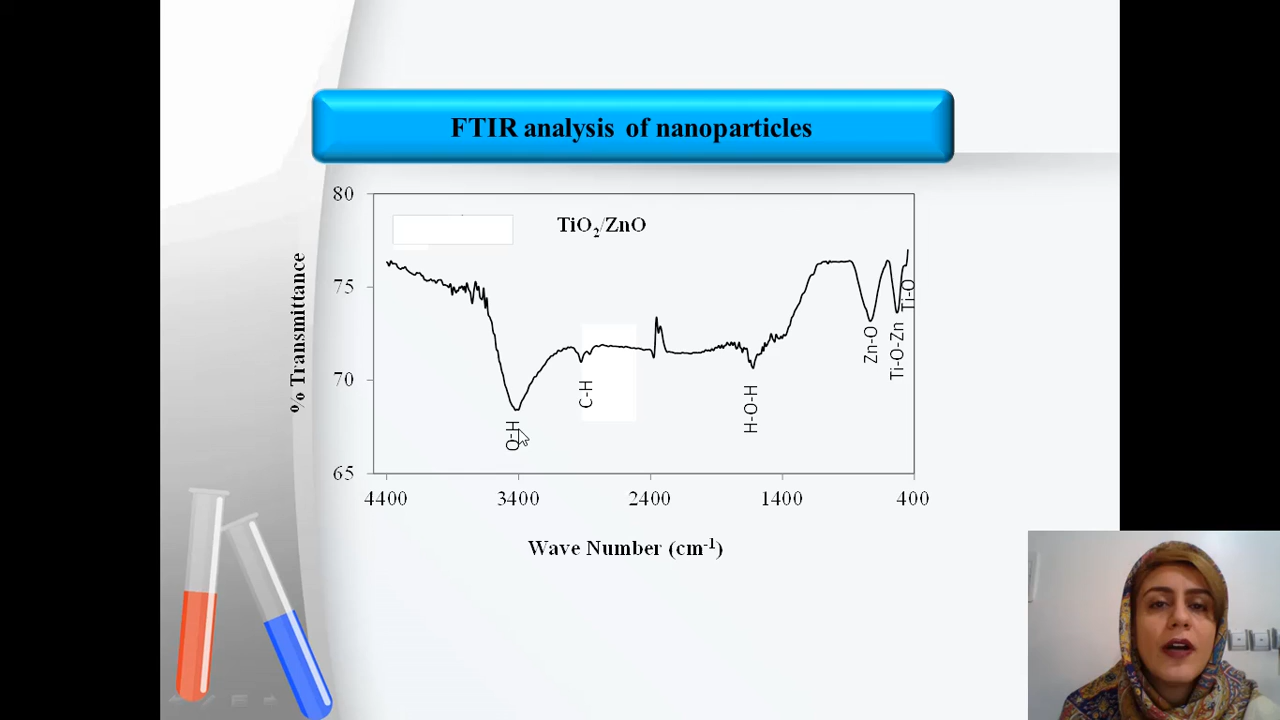 FTIR analysis of nanoparticles
80
TiO2/ZnO
75
70
65
% Transmittance
O-H
C-H
H-O-H
Zn-O
Ti-O-Zn
Ti-O
4400 3400 2400 1400 400
Wave Number (cm-1)